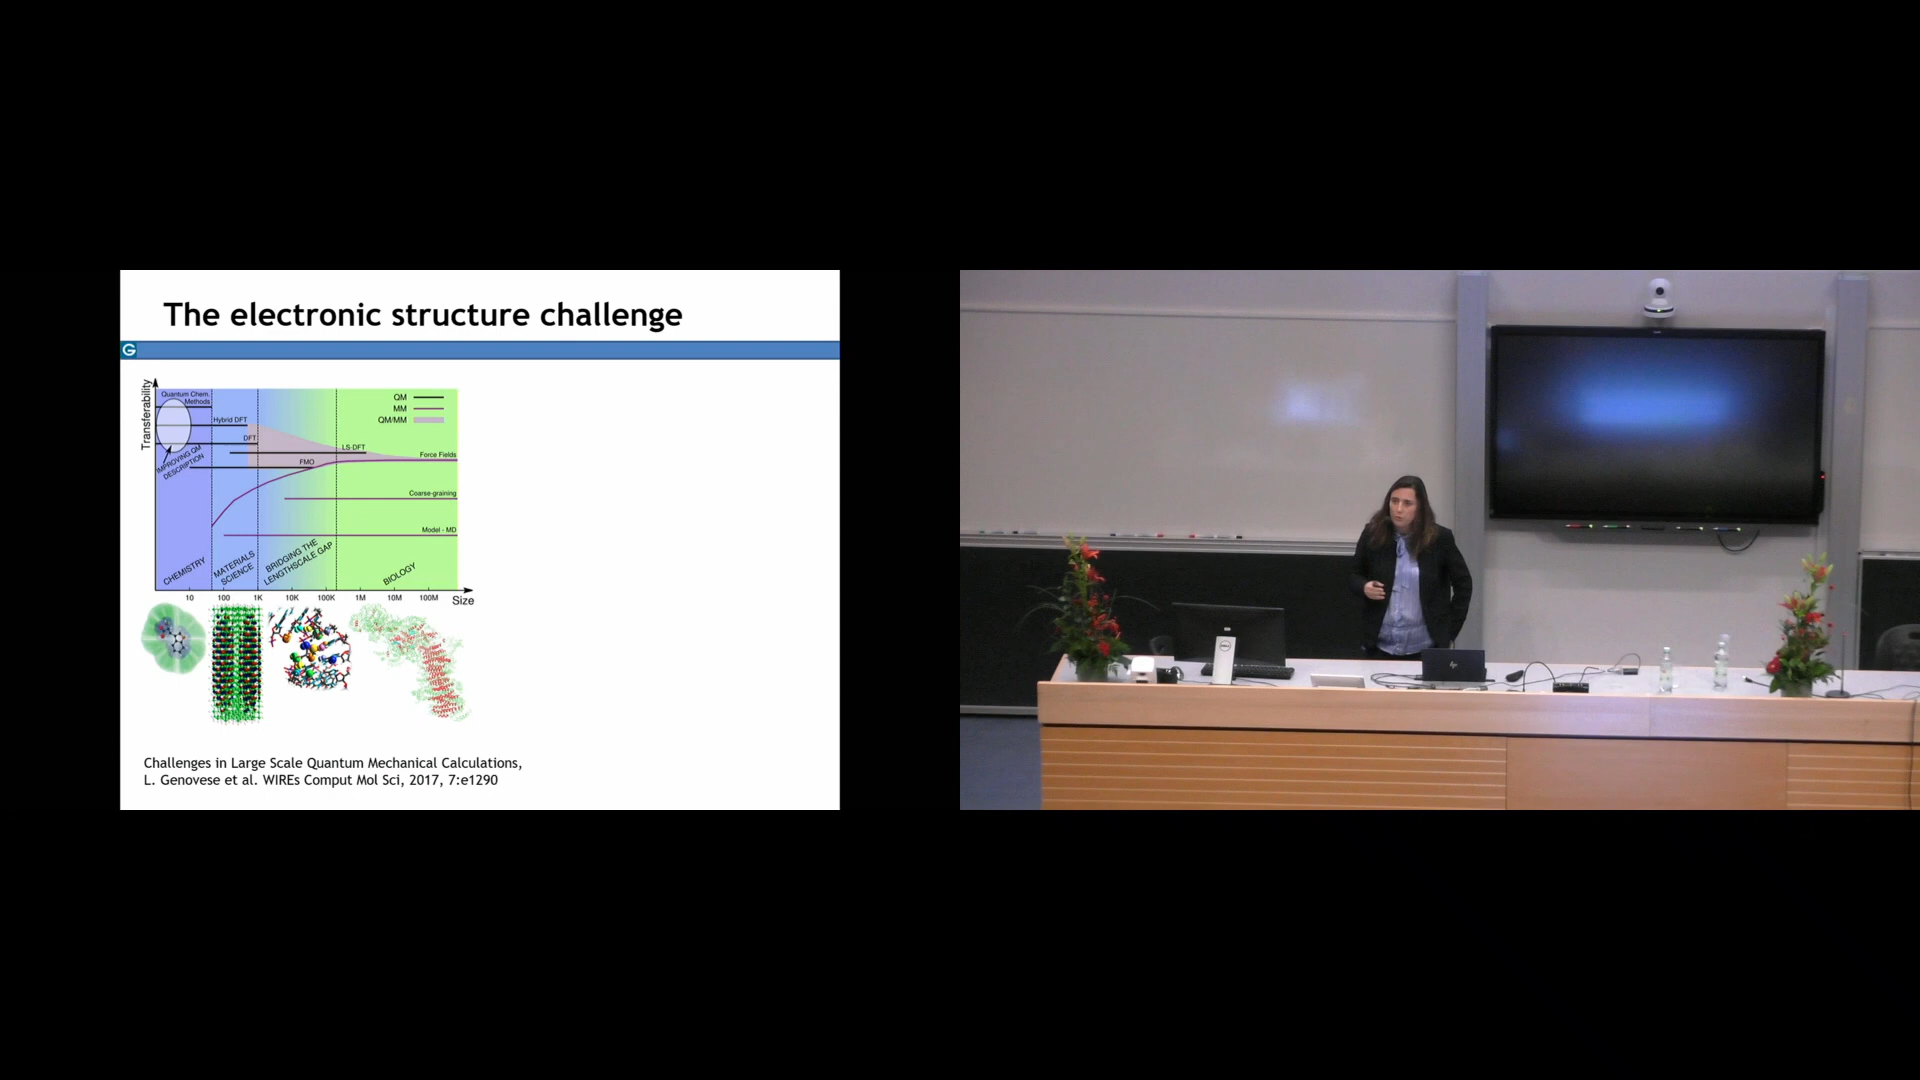 The electronic structure challenge
G
Transferability
Quantum Chem.
Methods
Hybrid DFT
DFT
IMPROVING QM
DESCRIPTION
FMO
LS-DFT
QM
MM
QM/MM
Force Fields
Coarse-graining
Model - MD
CHEMISTRY
MATERIALS
SCIENCE
BRIDGING THE
LENGTHSCALE GAP
BIOLOGY
10 100 1K 10K 100K 1M 10M 100M
Size
Challenges in Large Scale Quantum Mechanical Calculations,
L. Genovese et al. WIREs Comput Mol Sci, 2017, 7:e1290
DELL
hp